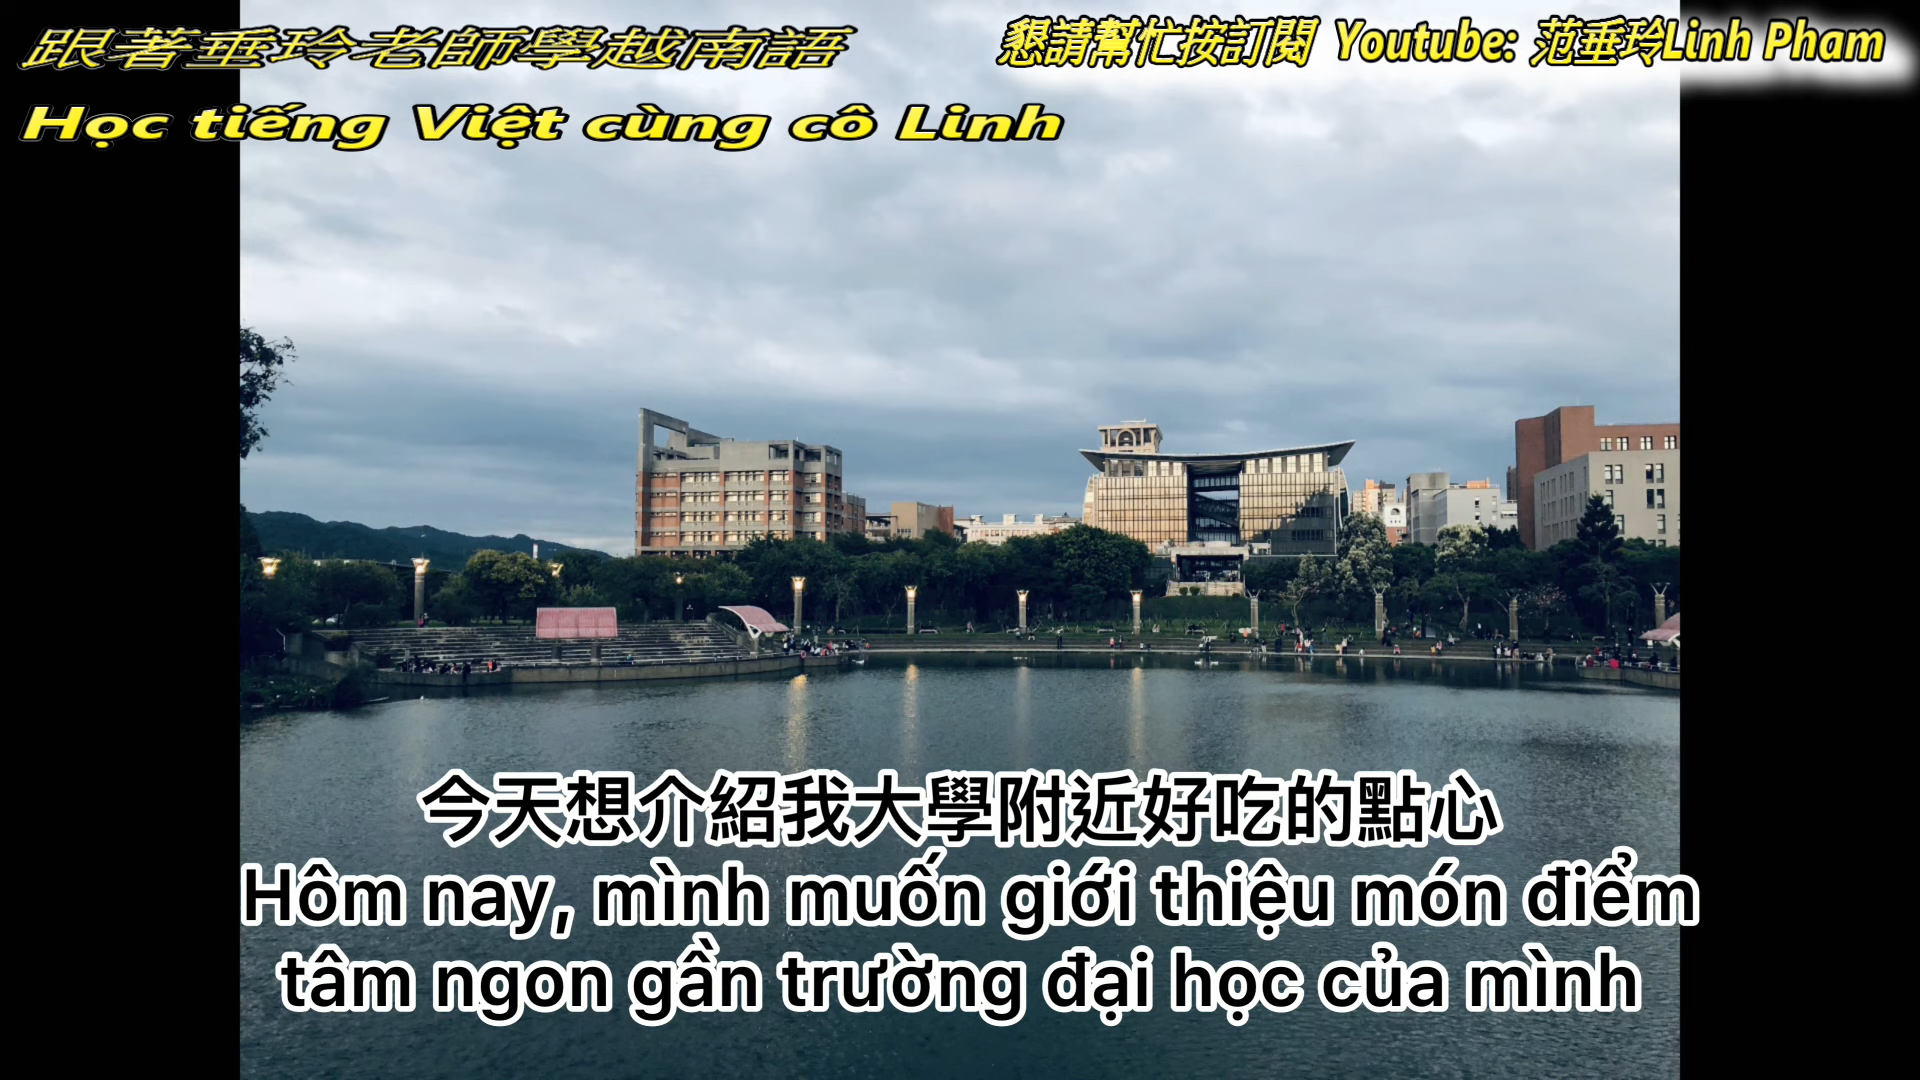 跟著垂玲老師學越南語
懇請幫忙按訂閱 Youtube: 范垂玲Linh Pham
Học tiếng Việt cùng cô Linh
今天想介紹我大學附近好吃的點心
Hôm nay, mình muốn giới thiệu món điểm
tâm ngon gần trường đại học của mình